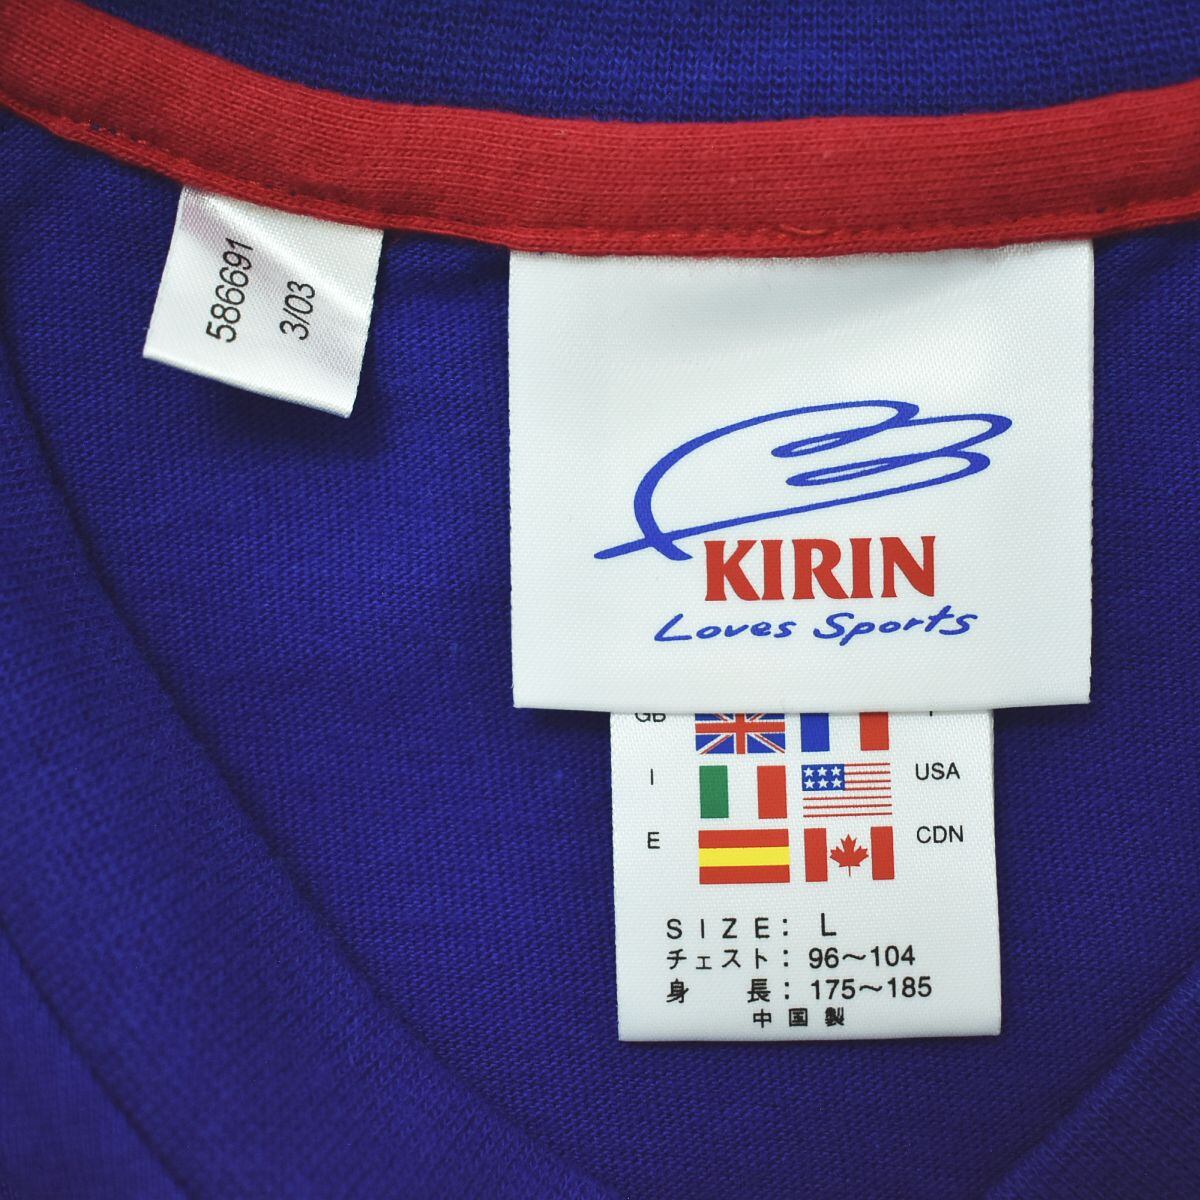 586691
3/03
KIRIN
Loves Sports
GB
I
USA
E
CDN
SIZE: L
チェスト: 96～104
身長: 175～185
中国製